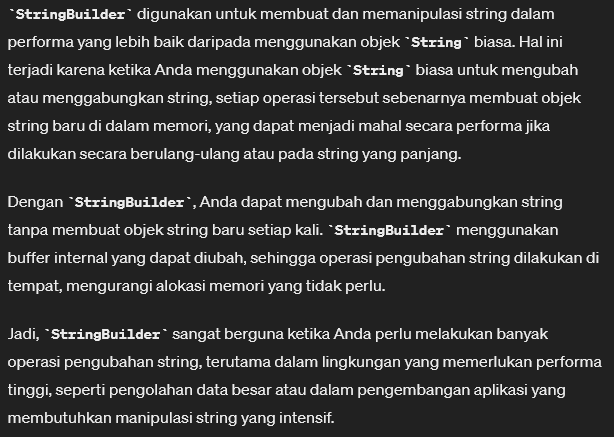 `StringBuilder` digunakan untuk membuat dan memanipulasi string dalam
performa yang lebih baik daripada menggunakan objek `String` biasa. Hal ini
terjadi karena ketika Anda menggunakan objek `String` biasa untuk mengubah
atau menggabungkan string, setiap operasi tersebut sebenarnya membuat objek
string baru di dalam memori, yang dapat menjadi mahal secara performa jika
dilakukan secara berulang-ulang atau pada string yang panjang.
Dengan `StringBuilder`, Anda dapat mengubah dan menggabungkan string
tanpa membuat objek string baru setiap kali. `StringBuilder` menggunakan
buffer internal yang dapat diubah, sehingga operasi pengubahan string dilakukan di
tempat, mengurangi alokasi memori yang tidak perlu.
Jadi, `StringBuilder` sangat berguna ketika Anda perlu melakukan banyak
operasi pengubahan string, terutama dalam lingkungan yang memerlukan performa
tinggi, seperti pengolahan data besar atau dalam pengembangan aplikasi yang
membutuhkan manipulasi string yang intensif.